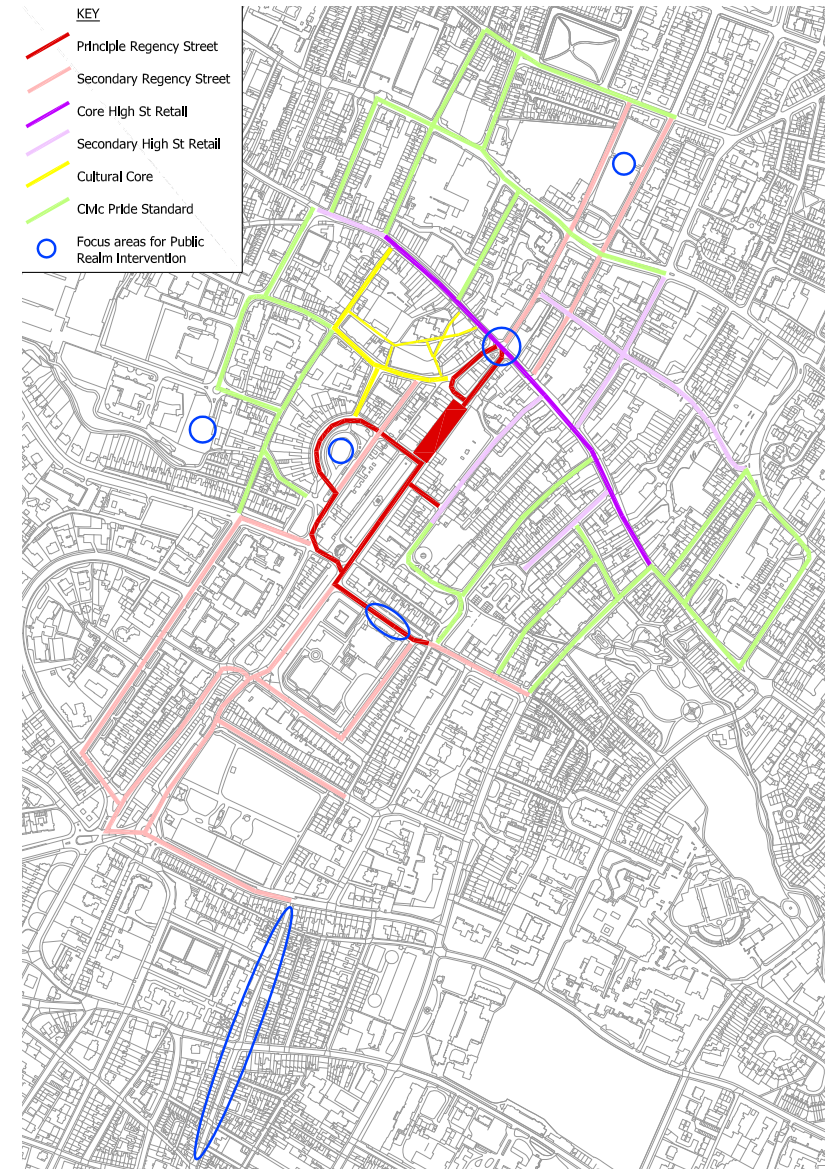 KEY
Principle Regency Street
Secondary Regency Street
Core High St Retail
Secondary High St Retail
Cultural Core
Civic Pride Standard
Focus areas for Public
Realm Intervention